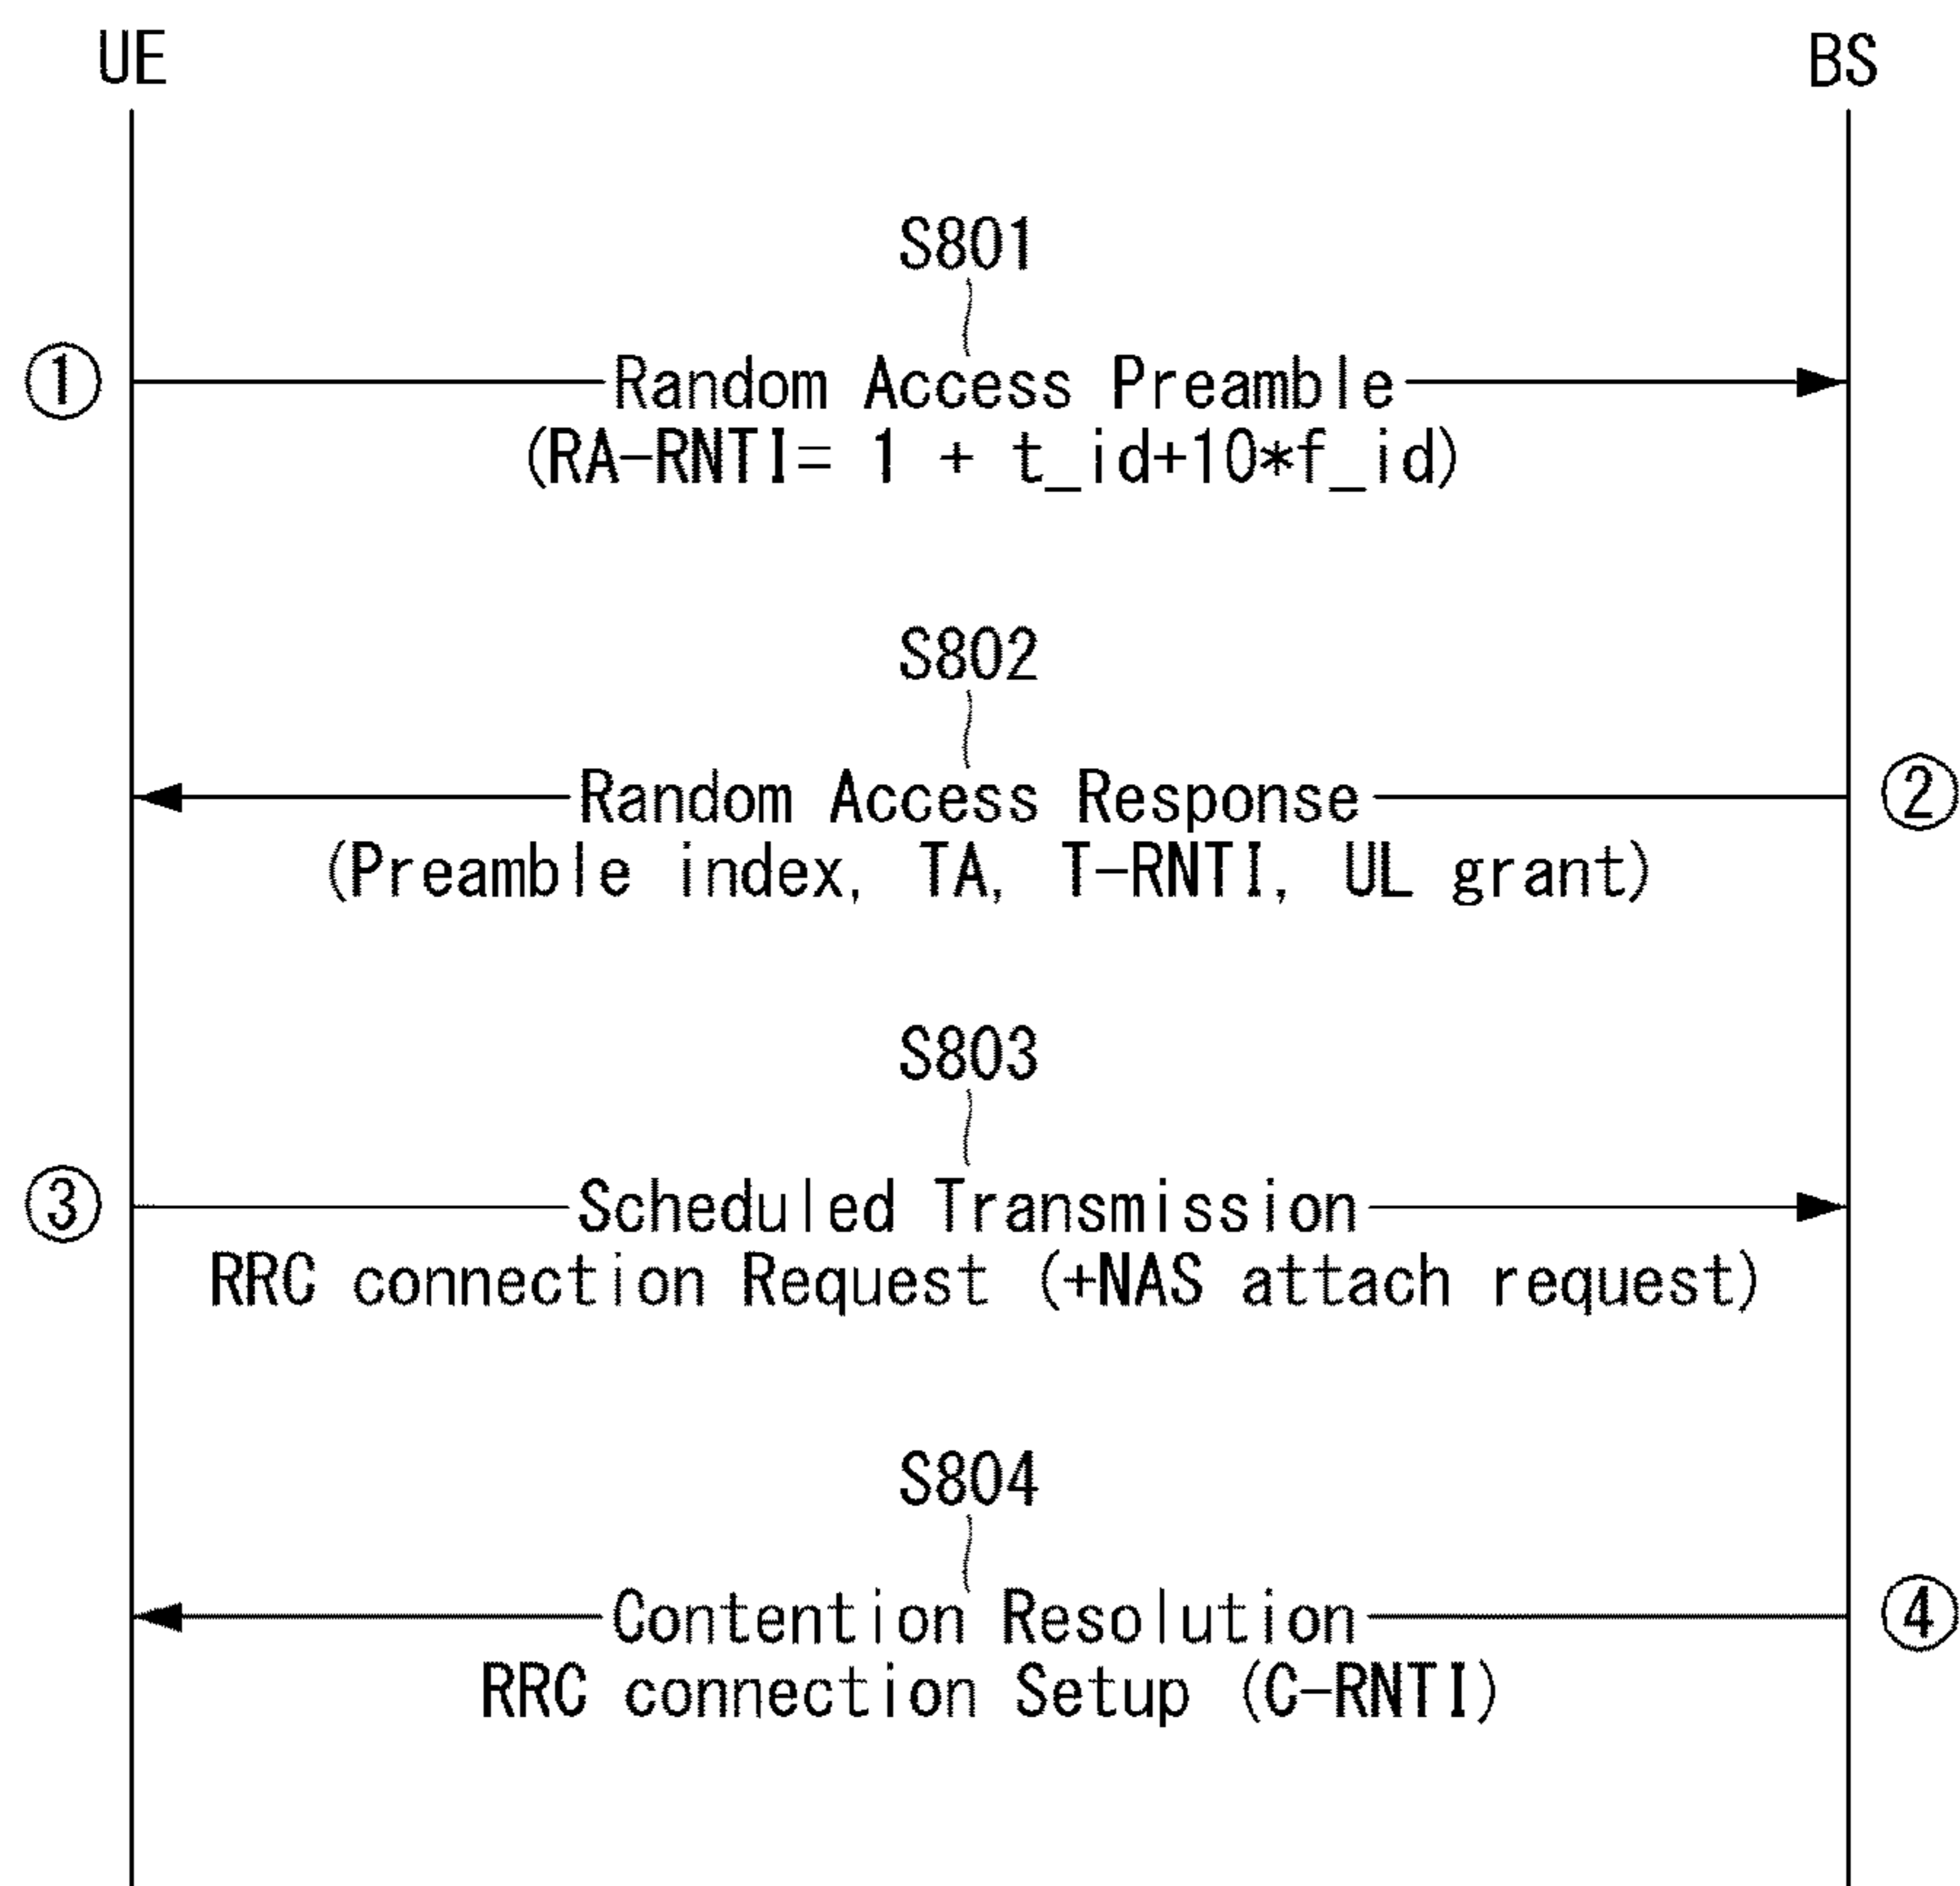 UE BS
S801
① Random Access Preamble
(RA-RNTI= 1 + t_id+10*f_id)
S802
Random Access Response ②
(Preamble index, TA, T-RNTI, UL grant)
S803
③ Scheduled Transmission
RRC connection Request (+NAS attach request)
S804
Contention Resolution ④
RRC connection Setup (C-RNTI)